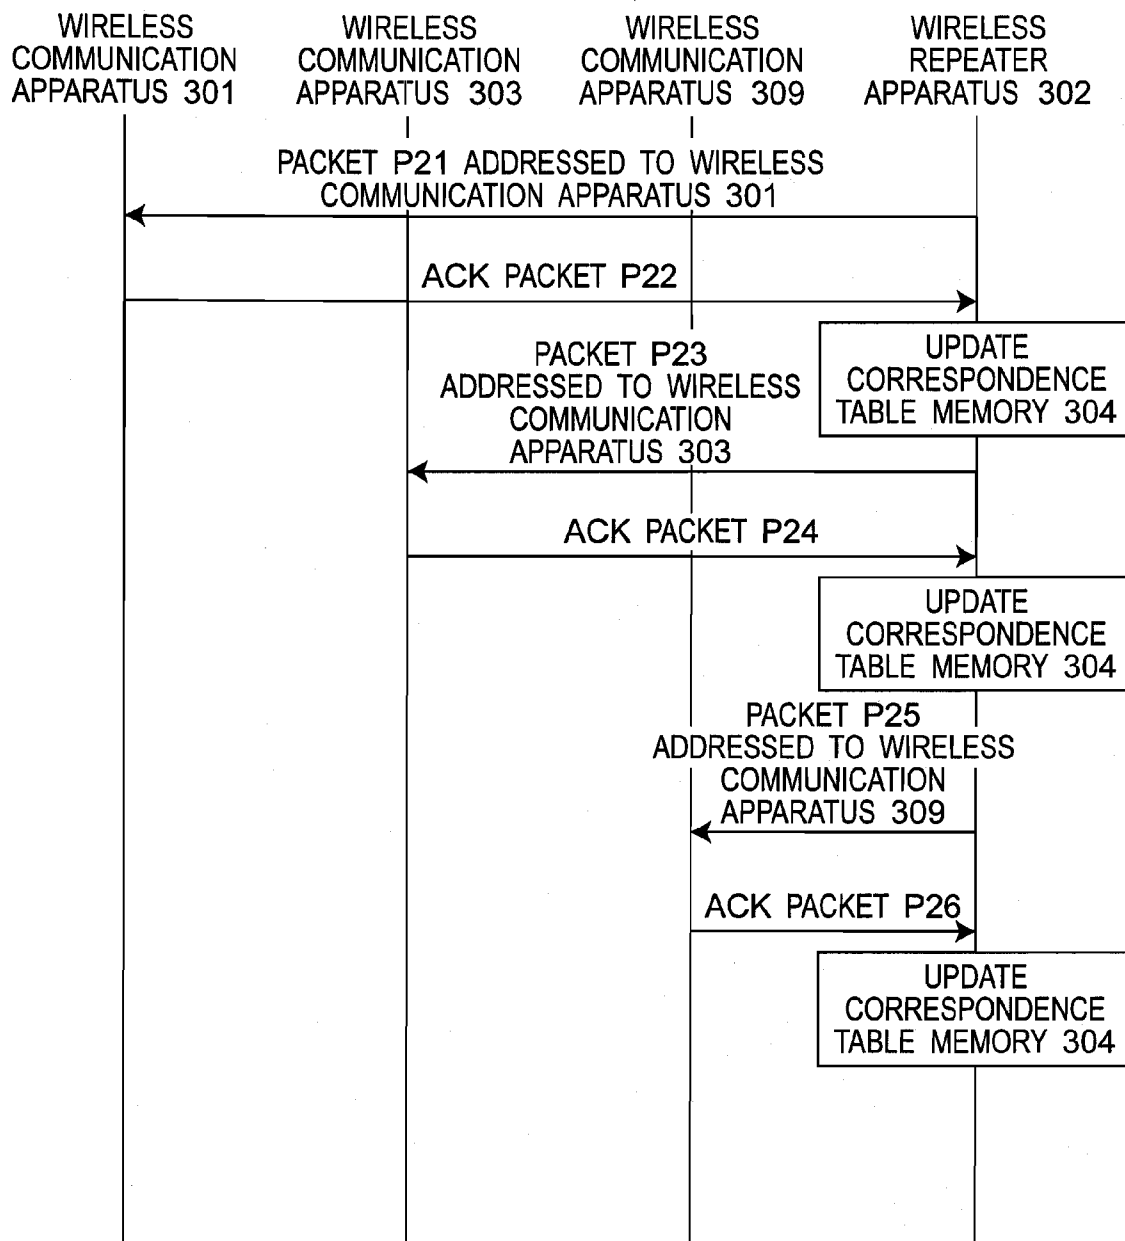 WIRELESS
COMMUNICATION
APPARATUS 301
WIRELESS
COMMUNICATION
APPARATUS 303
WIRELESS
COMMUNICATION
APPARATUS 309
WIRELESS
REPEATER
APPARATUS 302
PACKET P21 ADDRESSED TO WIRELESS
COMMUNICATION APPARATUS 301
ACK PACKET P22
UPDATE
CORRESPONDENCE
TABLE MEMORY 304
PACKET P23
ADDRESSED TO WIRELESS
COMMUNICATION
APPARATUS 303
ACK PACKET P24
UPDATE
CORRESPONDENCE
TABLE MEMORY 304
PACKET P25
ADDRESSED TO WIRELESS
COMMUNICATION
APPARATUS 309
ACK PACKET P26
UPDATE
CORRESPONDENCE
TABLE MEMORY 304